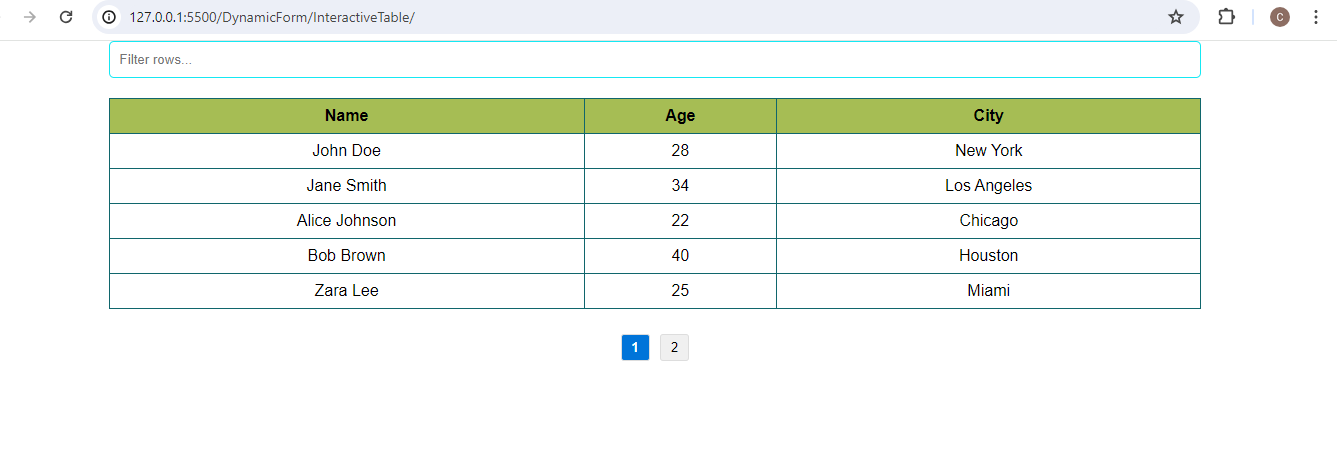 127.0.0.1:5500/DynamicForm/InteractiveTable/
C
Filter rows...
Name Age City
John Doe 28 New York
Jane Smith 34 Los Angeles
Alice Johnson 22 Chicago
Bob Brown 40 Houston
Zara Lee 25 Miami
1 2